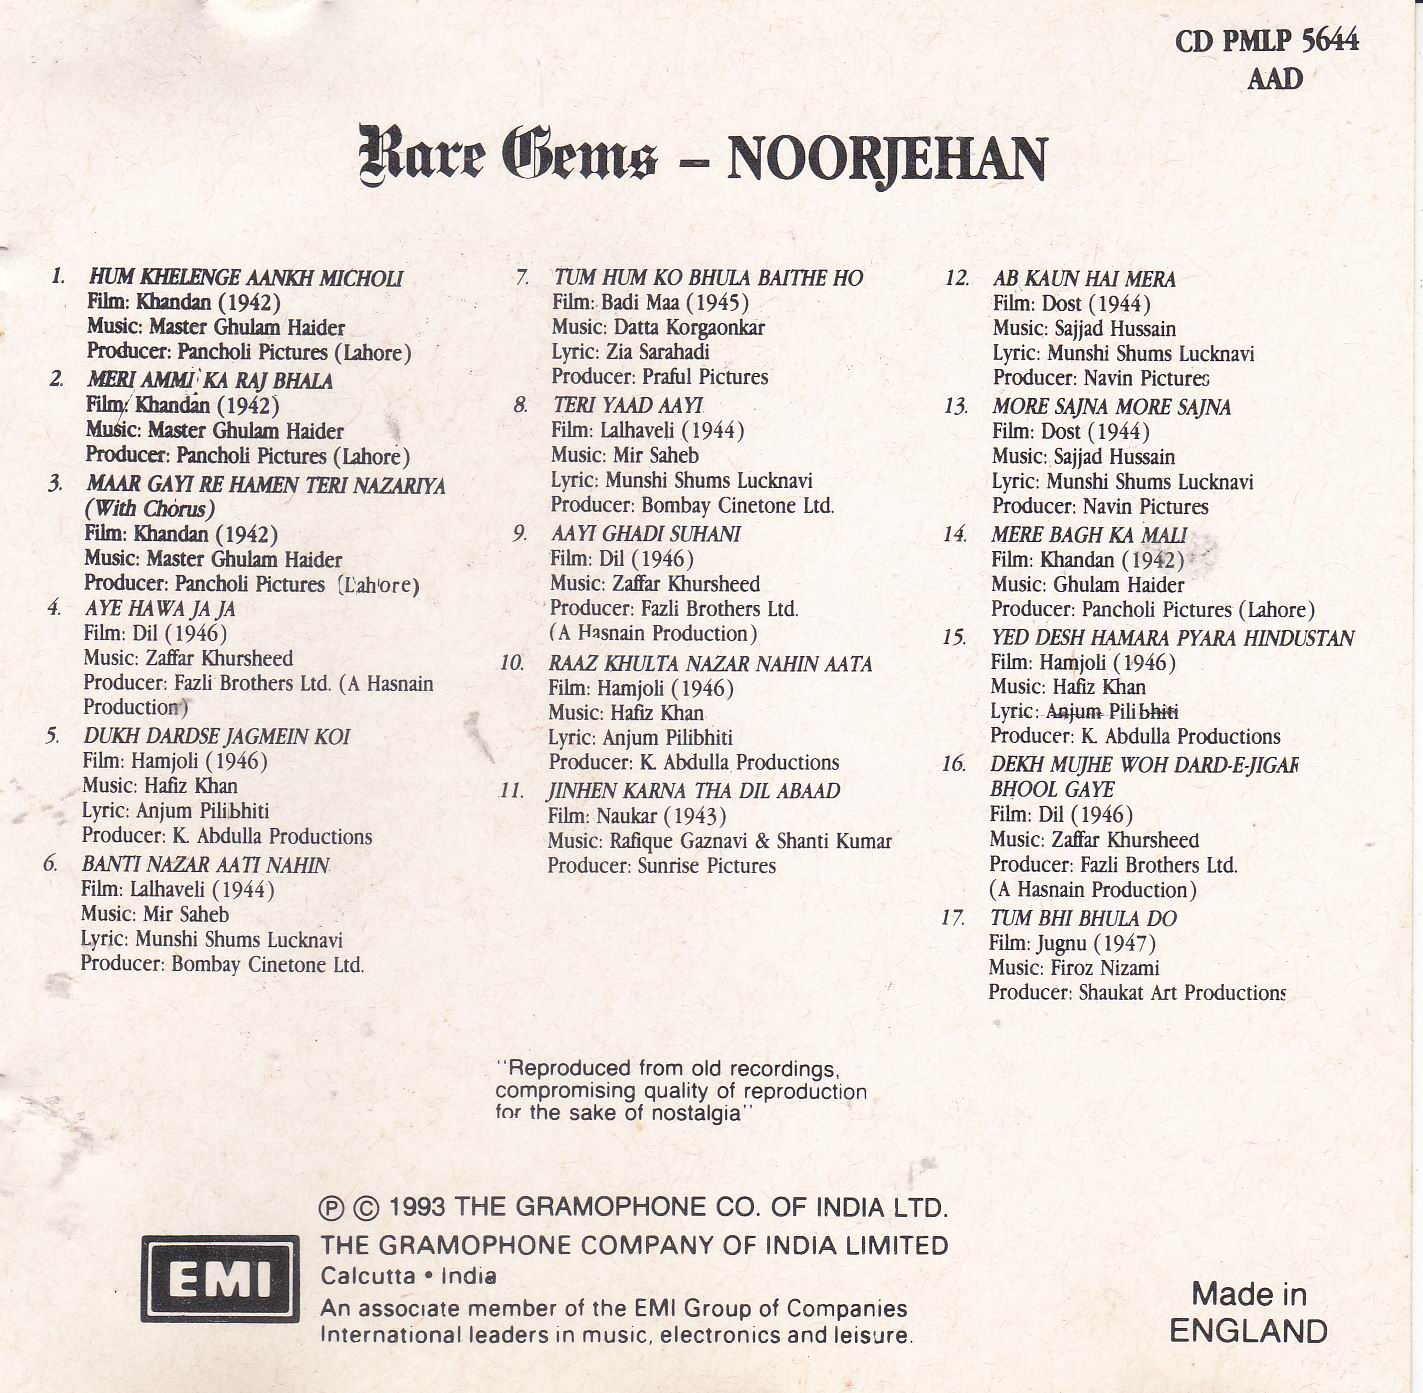 CD PMLP 5644
AAD
Rare Gems – NOORJEHAN
1. HUM KHELENGE AANKH MICHOLI
Film: Khandan (1942)
Music: Master Ghulam Haider
Producer: Pancholi Pictures (Lahore)
2. MERI AMMI KA RAJ BHALA
Film: Khandan (1942)
Music: Master Ghulam Haider
Producer: Pancholi Pictures (Lahore)
3. MAAR GAYI RE HAMEN TERI NAZARIYA
(With Chorus)
Film: Khandan (1942)
Music: Master Ghulam Haider
Producer: Pancholi Pictures (Lahore)
4. AYE HAWA JA JA
Film: Dil (1946)
Music: Zaffar Khursheed
Producer: Fazli Brothers Ltd. (A Hasnain
Production)
5. DUKH DARDSE JAGMEIN KOI
Film: Hamjoli (1946)
Music: Hafiz Khan
Lyric: Anjum Pilibhiti
Producer: K. Abdulla Productions
6. BANTI NAZAR AATI NAHIN
Film: Lalhaveli (1944)
Music: Mir Saheb
Lyric: Munshi Shums Lucknavi
Producer: Bombay Cinetone Ltd.
7. TUM HUM KO BHULA BAITHE HO
Film: Badi Maa (1945)
Music: Datta Korgaonkar
Lyric: Zia Sarahadi
Producer: Praful Pictures
8. TERI YAAD AAYI
Film: Lalhaveli (1944)
Music: Mir Saheb
Lyric: Munshi Shums Lucknavi
Producer: Bombay Cinetone Ltd.
9. AAYI GHADI SUHANI
Film: Dil (1946)
Music: Zaffar Khursheed
Producer: Fazli Brothers Ltd.
(A Hasnain Production)
10. RAAZ KHULTA NAZAR NAHIN AATA
Film: Hamjoli (1946)
Music: Hafiz Khan
Lyric: Anjum Pilibhiti
Producer: K. Abdulla Productions
11. JINHEN KARNA THA DIL ABAAD
Film: Naukar (1943)
Music: Rafique Gaznavi & Shanti Kumar
Producer: Sunrise Pictures
12. AB KAUN HAI MERA
Film: Dost (1944)
Music: Sajjad Hussain
Lyric: Munshi Shums Lucknavi
Producer: Navin Pictures
13. MORE SAJNA MORE SAJNA
Film: Dost (1944)
Music: Sajjad Hussain
Lyric: Munshi Shums Lucknavi
Producer: Navin Pictures
14. MERE BAGH KA MALI
Film: Khandan (1942)
Music: Ghulam Haider
Producer: Pancholi Pictures (Lahore)
15. YED DESH HAMARA PYARA HINDUSTAN
Film: Hamjoli (1946)
Music: Hafiz Khan
Lyric: Anjum Pilibhiti
Producer: K. Abdulla Productions
16. DEKH MUJHE WOH DARD-E-JIGAR
BHOOL GAYE
Film: Dil (1946)
Music: Zaffar Khursheed
Producer: Fazli Brothers Ltd.
(A Hasnain Production)
17. TUM BHI BHULA DO
Film: Jugnu (1947)
Music: Firoz Nizami
Producer: Shaukat Art Productions
"Reproduced from old recordings,
compromising quality of reproduction
for the sake of nostalgia"
Ⓟ © 1993 THE GRAMOPHONE CO. OF INDIA LTD.
THE GRAMOPHONE COMPANY OF INDIA LIMITED
Calcutta • India
An associate member of the EMI Group of Companies
International leaders in music, electronics and leisure.
EMI
Made in
ENGLAND